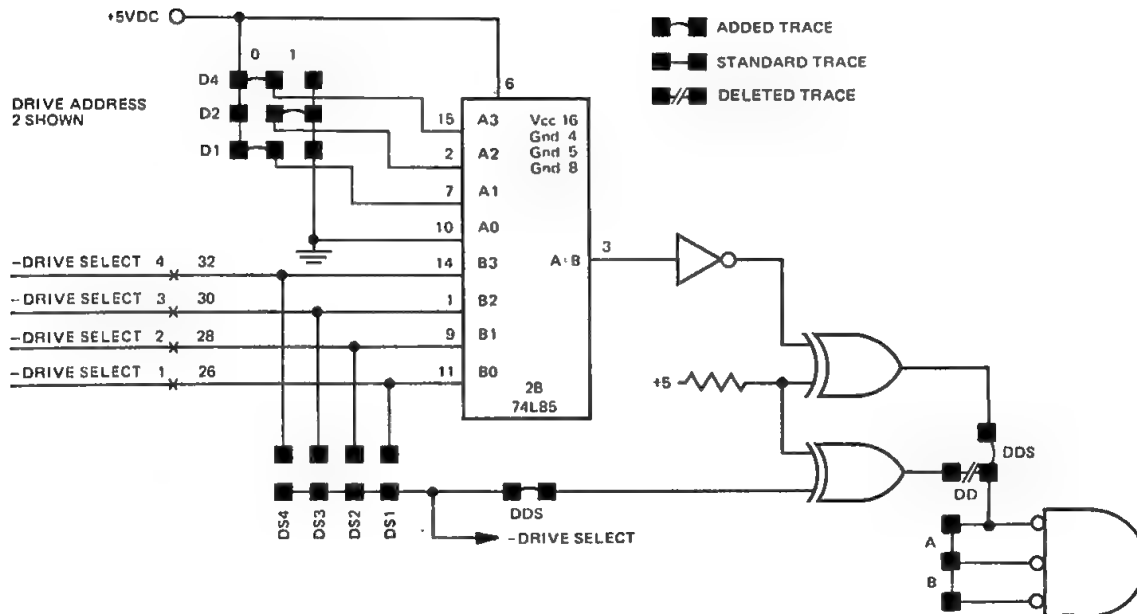 +5VDC
0 1
D4
DRIVE ADDRESS
2 SHOWN
D2
D1
ADDED TRACE
STANDARD TRACE
DELETED TRACE
6
15 A3
2 A2
7 A1
10 A0
14 B3
1 B2
9 B1
11 B0
Vcc 16
Gnd 4
Gnd 5
Gnd 8
A=B
3
2B
74L85
-DRIVE SELECT 4 32
-DRIVE SELECT 3 30
-DRIVE SELECT 2 28
-DRIVE SELECT 1 26
+5
DS4
DS3
DS2
DS1
DDS
-DRIVE SELECT
DDS
DD
A
B